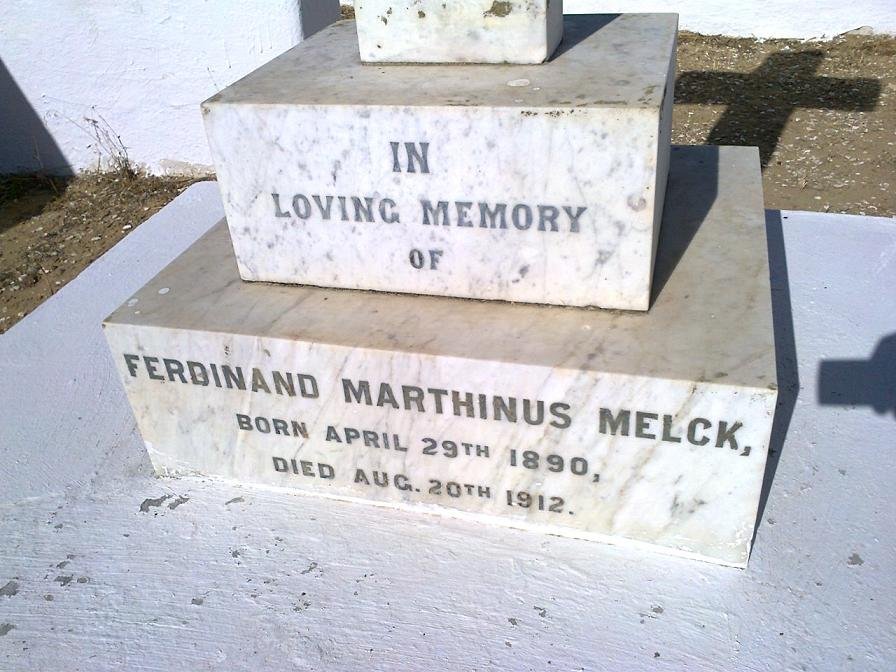 IN
LOVING MEMORY
OF
FERDINAND MARTHINUS MELCK,
BORN APRIL 29TH 1890,
DIED AUG. 20TH 1912.